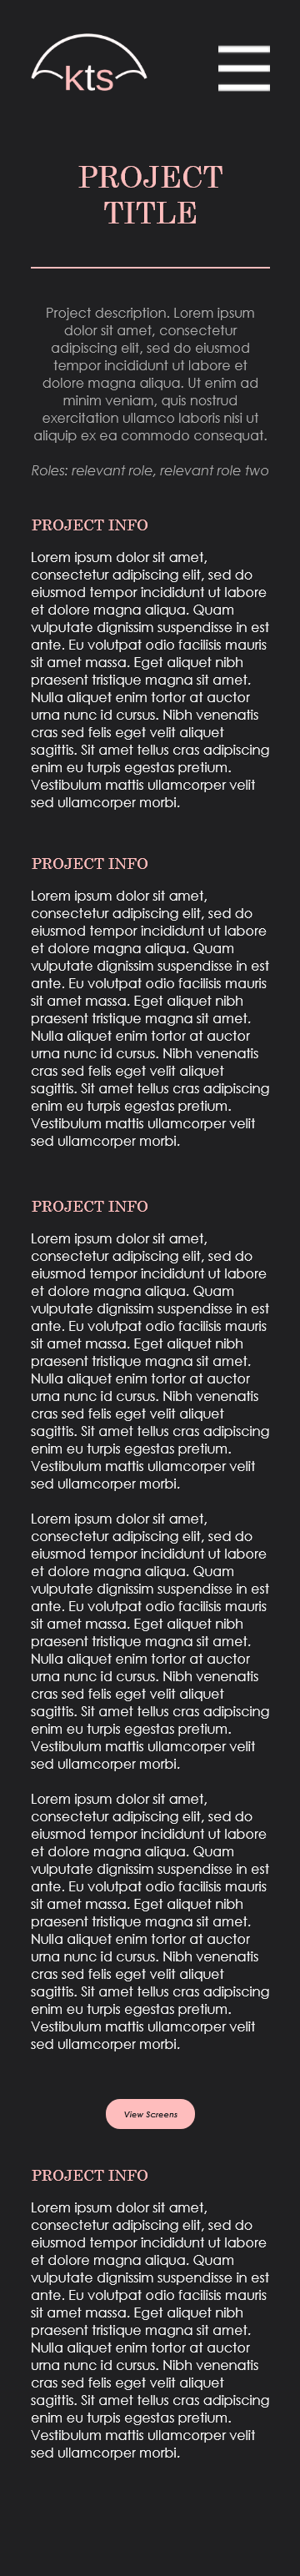 kts
PROJECT
TITLE
Project description. Lorem ipsum
dolor sit amet, consectetur
adipiscing elit, sed do eiusmod
tempor incididunt ut labore et
dolore magna aliqua. Ut enim ad
minim veniam, quis nostrud
exercitation ullamco laboris nisi ut
aliquip ex ea commodo consequat.
Roles: relevant role, relevant role two
PROJECT INFO
Lorem ipsum dolor sit amet,
consectetur adipiscing elit, sed do
eiusmod tempor incididunt ut labore
et dolore magna aliqua. Quam
vulputate dignissim suspendisse in est
ante. Eu volutpat odio facilisis mauris
sit amet massa. Eget aliquet nibh
praesent tristique magna sit amet.
Nulla aliquet enim tortor at auctor
urna nunc id cursus. Nibh venenatis
cras sed felis eget velit aliquet
sagittis. Sit amet tellus cras adipiscing
enim eu turpis egestas pretium.
Vestibulum mattis ullamcorper velit
sed ullamcorper morbi.
PROJECT INFO
Lorem ipsum dolor sit amet,
consectetur adipiscing elit, sed do
eiusmod tempor incididunt ut labore
et dolore magna aliqua. Quam
vulputate dignissim suspendisse in est
ante. Eu volutpat odio facilisis mauris
sit amet massa. Eget aliquet nibh
praesent tristique magna sit amet.
Nulla aliquet enim tortor at auctor
urna nunc id cursus. Nibh venenatis
cras sed felis eget velit aliquet
sagittis. Sit amet tellus cras adipiscing
enim eu turpis egestas pretium.
Vestibulum mattis ullamcorper velit
sed ullamcorper morbi.
PROJECT INFO
Lorem ipsum dolor sit amet,
consectetur adipiscing elit, sed do
eiusmod tempor incididunt ut labore
et dolore magna aliqua. Quam
vulputate dignissim suspendisse in est
ante. Eu volutpat odio facilisis mauris
sit amet massa. Eget aliquet nibh
praesent tristique magna sit amet.
Nulla aliquet enim tortor at auctor
urna nunc id cursus. Nibh venenatis
cras sed felis eget velit aliquet
sagittis. Sit amet tellus cras adipiscing
enim eu turpis egestas pretium.
Vestibulum mattis ullamcorper velit
sed ullamcorper morbi.
Lorem ipsum dolor sit amet,
consectetur adipiscing elit, sed do
eiusmod tempor incididunt ut labore
et dolore magna aliqua. Quam
vulputate dignissim suspendisse in est
ante. Eu volutpat odio facilisis mauris
sit amet massa. Eget aliquet nibh
praesent tristique magna sit amet.
Nulla aliquet enim tortor at auctor
urna nunc id cursus. Nibh venenatis
cras sed felis eget velit aliquet
sagittis. Sit amet tellus cras adipiscing
enim eu turpis egestas pretium.
Vestibulum mattis ullamcorper velit
sed ullamcorper morbi.
Lorem ipsum dolor sit amet,
consectetur adipiscing elit, sed do
eiusmod tempor incididunt ut labore
et dolore magna aliqua. Quam
vulputate dignissim suspendisse in est
ante. Eu volutpat odio facilisis mauris
sit amet massa. Eget aliquet nibh
praesent tristique magna sit amet.
Nulla aliquet enim tortor at auctor
urna nunc id cursus. Nibh venenatis
cras sed felis eget velit aliquet
sagittis. Sit amet tellus cras adipiscing
enim eu turpis egestas pretium.
Vestibulum mattis ullamcorper velit
sed ullamcorper morbi.
View Screens
PROJECT INFO
Lorem ipsum dolor sit amet,
consectetur adipiscing elit, sed do
eiusmod tempor incididunt ut labore
et dolore magna aliqua. Quam
vulputate dignissim suspendisse in est
ante. Eu volutpat odio facilisis mauris
sit amet massa. Eget aliquet nibh
praesent tristique magna sit amet.
Nulla aliquet enim tortor at auctor
urna nunc id cursus. Nibh venenatis
cras sed felis eget velit aliquet
sagittis. Sit amet tellus cras adipiscing
enim eu turpis egestas pretium.
Vestibulum mattis ullamcorper velit
sed ullamcorper morbi.